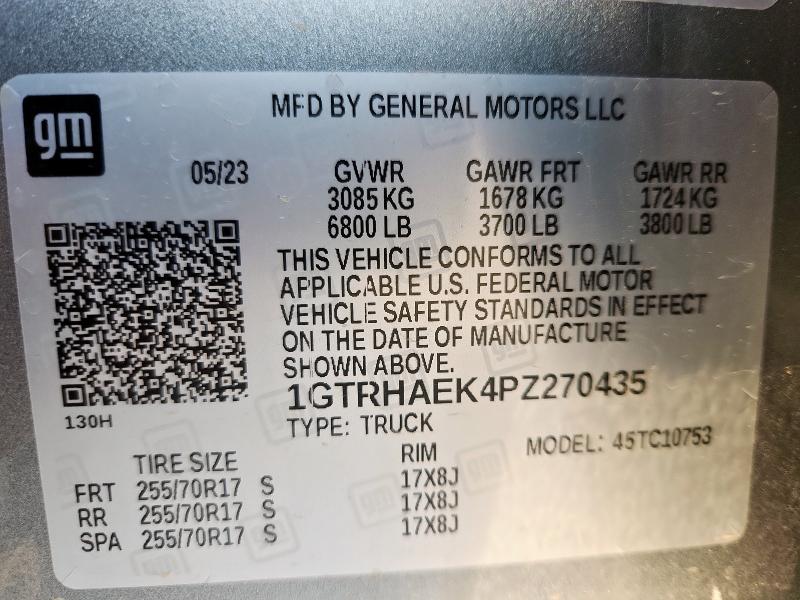 gm
MFD BY GENERAL MOTORS LLC
05/23 GVWR GAWR FRT GAWR RR
3085 KG 1678 KG 1724 KG
6800 LB 3700 LB 3800 LB
THIS VEHICLE CONFORMS TO ALL
APPLICABLE U.S. FEDERAL MOTOR
VEHICLE SAFETY STANDARDS IN EFFECT
ON THE DATE OF MANUFACTURE
SHOWN ABOVE.
1GTRHAEK4PZ270435
130H
TYPE: TRUCK
MODEL: 45TC10753
TIRE SIZE RIM
FRT 255/70R17 S 17X8J
RR 255/70R17 S 17X8J
SPA 255/70R17 S 17X8J